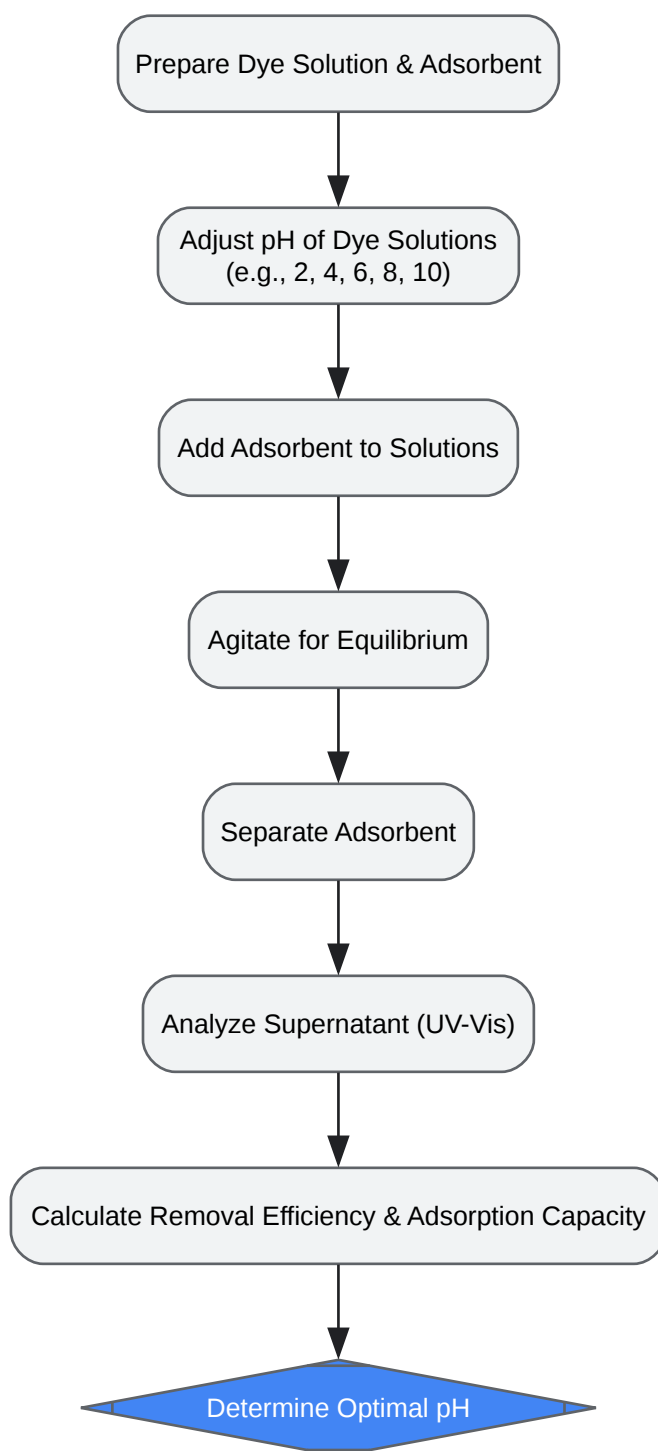 Prepare Dye Solution & Adsorbent
Adjust pH of Dye Solutions
(e.g., 2, 4, 6, 8, 10)
Add Adsorbent to Solutions
Agitate for Equilibrium
Separate Adsorbent
Analyze Supernatant (UV-Vis)
Calculate Removal Efficiency & Adsorption Capacity
Determine Optimal pH